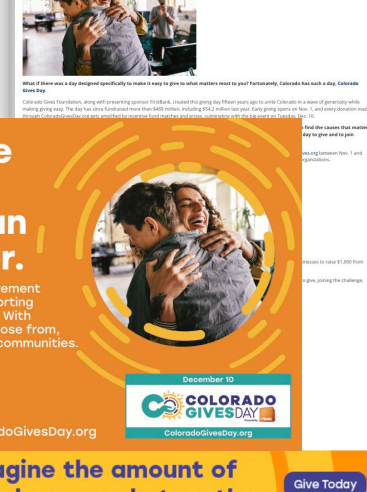 What if there was a day designed specifically to make it easy to give to what matters most to you? Fortunately, Colorado has such a day, Colorado
Gives Day.
Colorado Gives Foundation, along with presenting sponsor FirstBank, created this giving day fifteen years ago to unite Colorado in a wave of generosity while
making giving easy. The day has since fundraised more than $469 million, including $54.2 million last year. Early giving opens on Nov. 1, and every donation mad
through ColoradoGivesDay.org gets amplified by incentive fund matches and prizes, culminating with the big event on Tuesday, Dec. 10.
find the causes that matter
day to give and to join
ves.org between Nov. 1 and
rganizations.
inesses to raise $1,000 from
o give, joining the challenge.
e
un
r.
ement
orting
With
ose from,
communities.
doGivesDay.org
December 10
COLORADO
GIVESDAY
ColoradoGivesDay.org
agine the amount of
Give Today